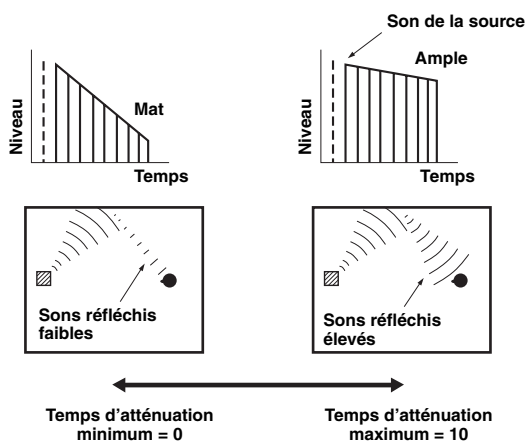 Son de la source
Niveau
Mat
Temps
Niveau
Ample
Temps
Sons réfléchis
faibles
Sons réfléchis
élevés
Temps d’atténuation
minimum = 0
Temps d’atténuation
maximum = 10